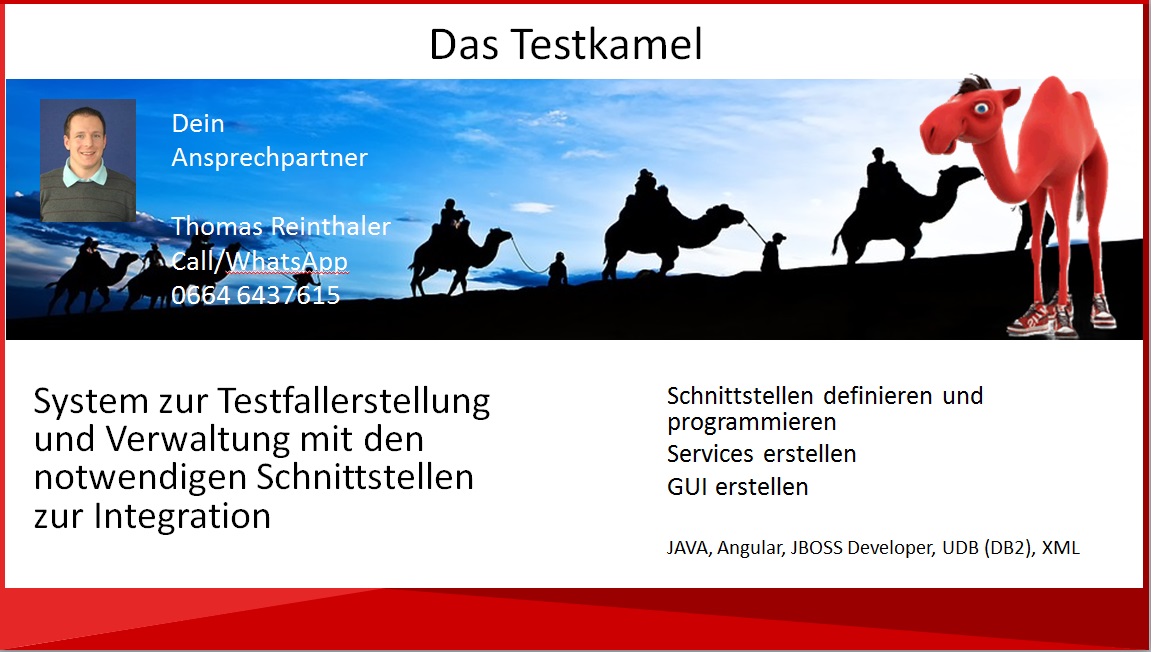 Das Testkamel
Dein
Ansprechpartner
Thomas Reinthaler
Call/WhatsApp
0664 6437615
System zur Testfallerstellung
und Verwaltung mit den
notwendigen Schnittstellen
zur Integration
Schnittstellen definieren und
programmieren
Services erstellen
GUI erstellen
JAVA, Angular, JBOSS Developer, UDB (DB2), XML